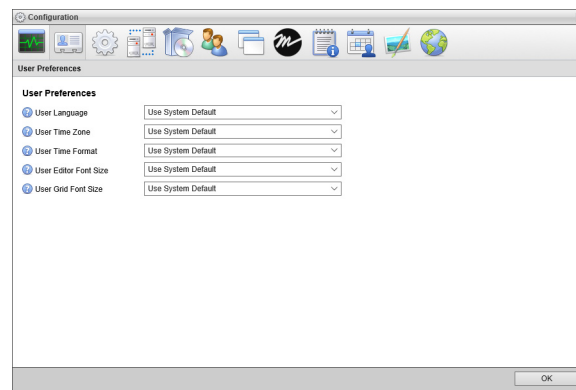 Configuration
User Preferences
User Preferences
User Language Use System Default
User Time Zone Use System Default
User Time Format Use System Default
User Editor Font Size Use System Default
User Grid Font Size Use System Default
OK